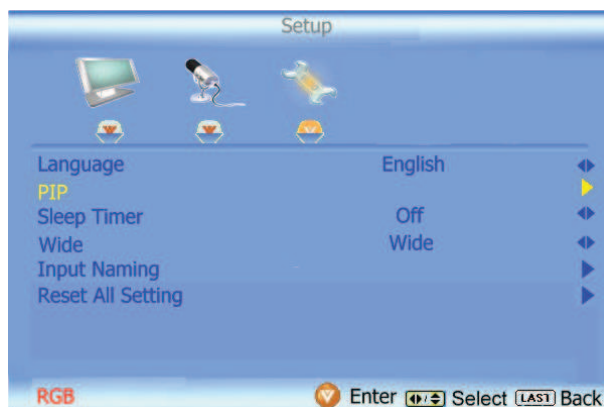 Setup
Language English
PIP
Sleep Timer Off
Wide Wide
Input Naming
Reset All Setting
RGB Enter Select LAST Back